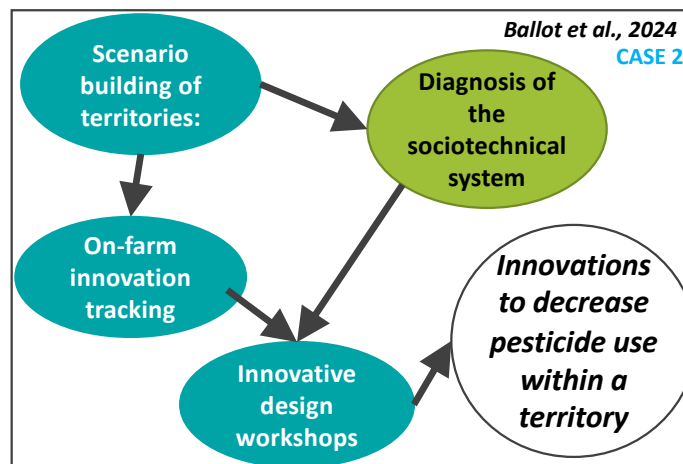 Ballot et al., 2024
CASE 2
Scenario
building of
territories:
Diagnosis of
the
sociotechnical
system
On-farm
innovation
tracking
Innovations
to decrease
pesticide use
within a
territory
Innovative
design
workshops